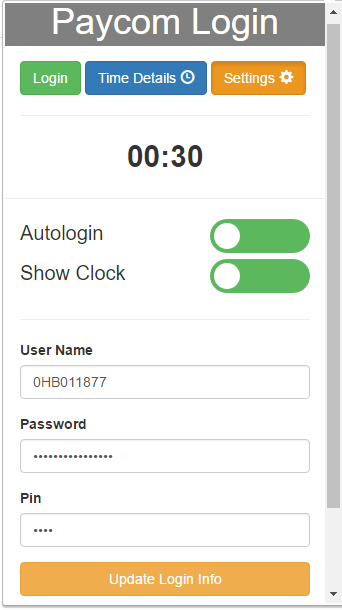 Paycom Login
Login Time Details Settings
00:30
Autologin
Show Clock
User Name
0HB011877
Password
••••••••••••••••
Pin
••••
Update Login Info